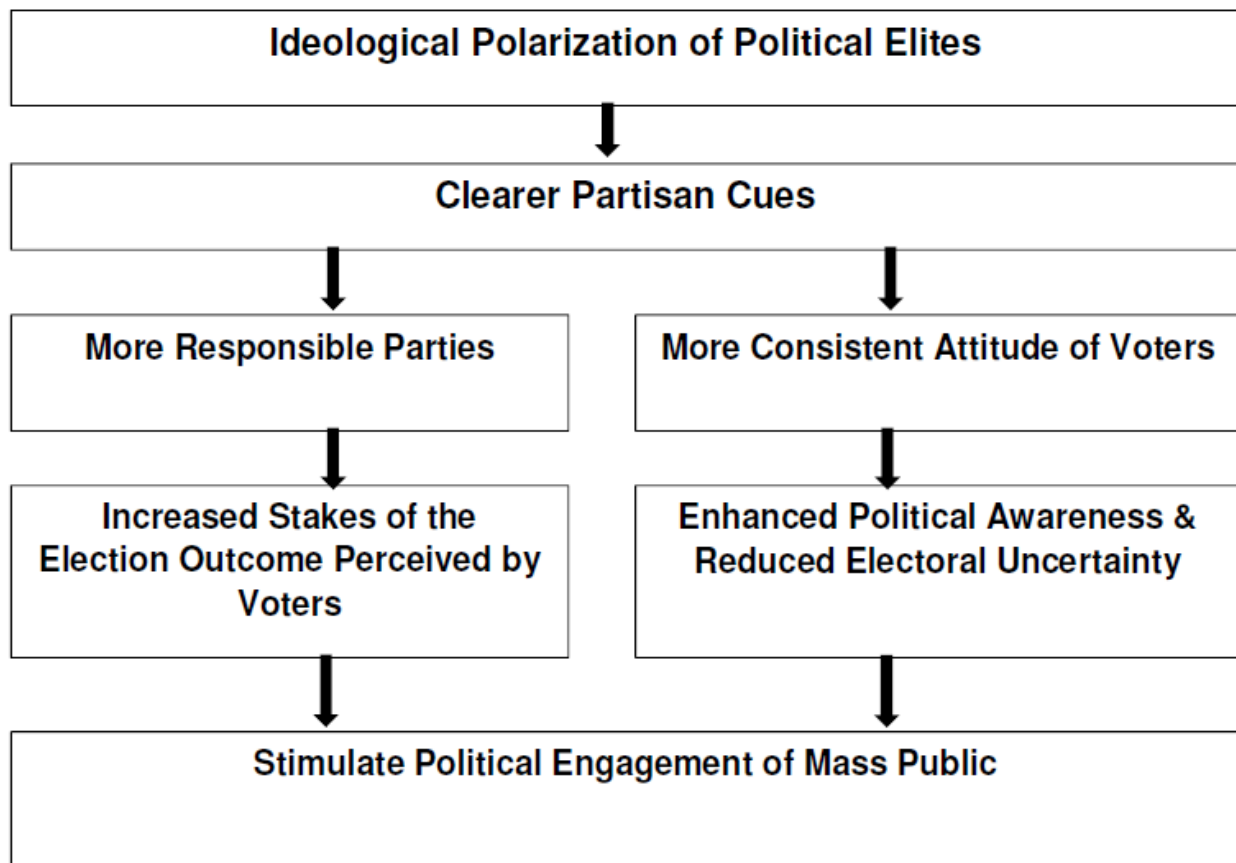 Ideological Polarization of Political Elites
Clearer Partisan Cues
More Responsible Parties
More Consistent Attitude of Voters
Increased Stakes of the
Election Outcome Perceived by
Voters
Enhanced Political Awareness &
Reduced Electoral Uncertainty
Stimulate Political Engagement of Mass Public